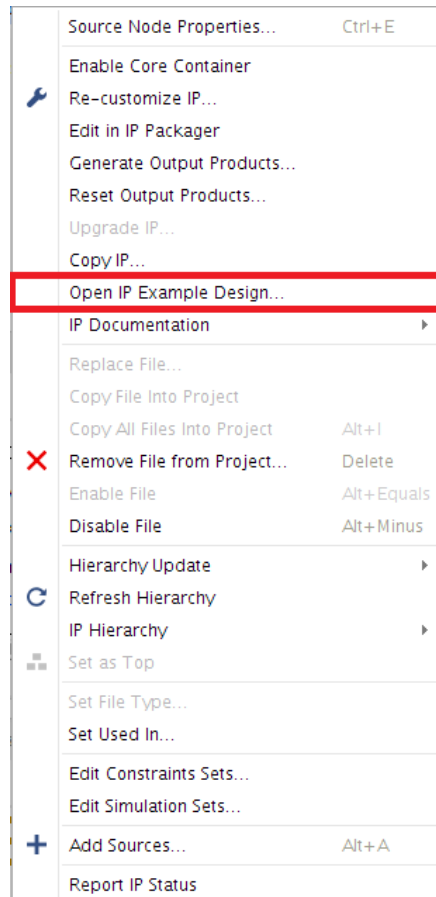 Source Node Properties... Ctrl+E
Enable Core Container
Re-customize IP...
Edit in IP Packager
Generate Output Products...
Reset Output Products...
Upgrade IP...
Copy IP...
Open IP Example Design...
IP Documentation
Replace File...
Copy File Into Project
Copy All Files Into Project Alt+I
Remove File from Project... Delete
Enable File Alt+Equals
Disable File Alt+Minus
Hierarchy Update
Refresh Hierarchy
IP Hierarchy
Set as Top
Set File Type...
Set Used In...
Edit Constraints Sets...
Edit Simulation Sets...
Add Sources... Alt+A
Report IP Status